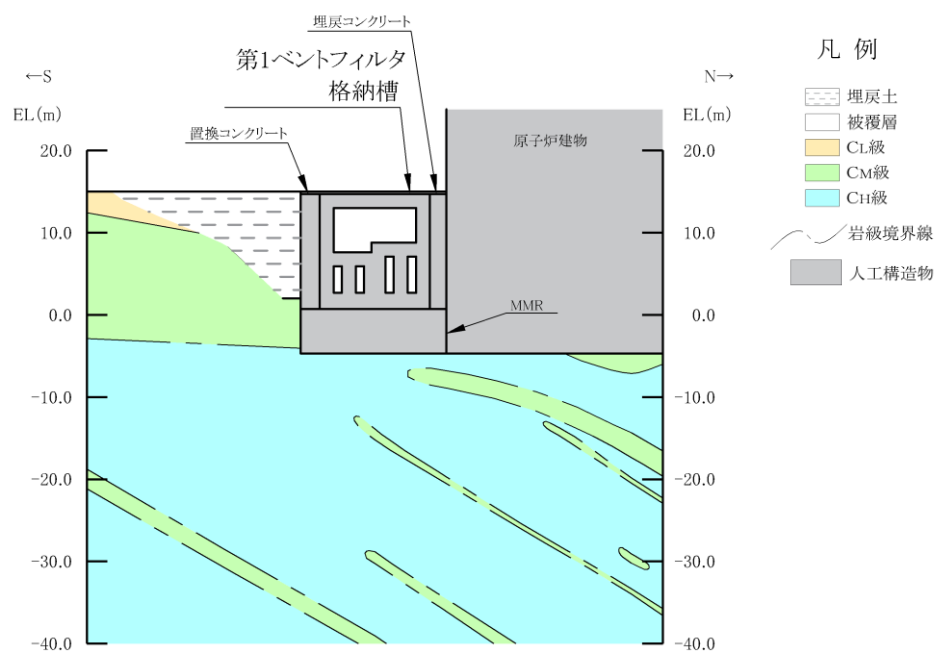 埋戻コンクリート
第1ベントフィルタ
格納槽
置換コンクリート
←S
EL(m)
20.0
10.0
0.0
-10.0
-20.0
-30.0
-40.0
原子炉建物
MMR
N→
EL(m)
20.0
10.0
0.0
-10.0
-20.0
-30.0
-40.0
凡 例
埋戻土
被覆層
CL級
CM級
CH級
岩級境界線
人工構造物